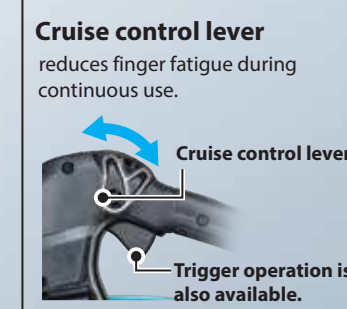 Cruise control lever
reduces finger fatigue during
continuous use.
Cruise control lever
Trigger operation is
also available.